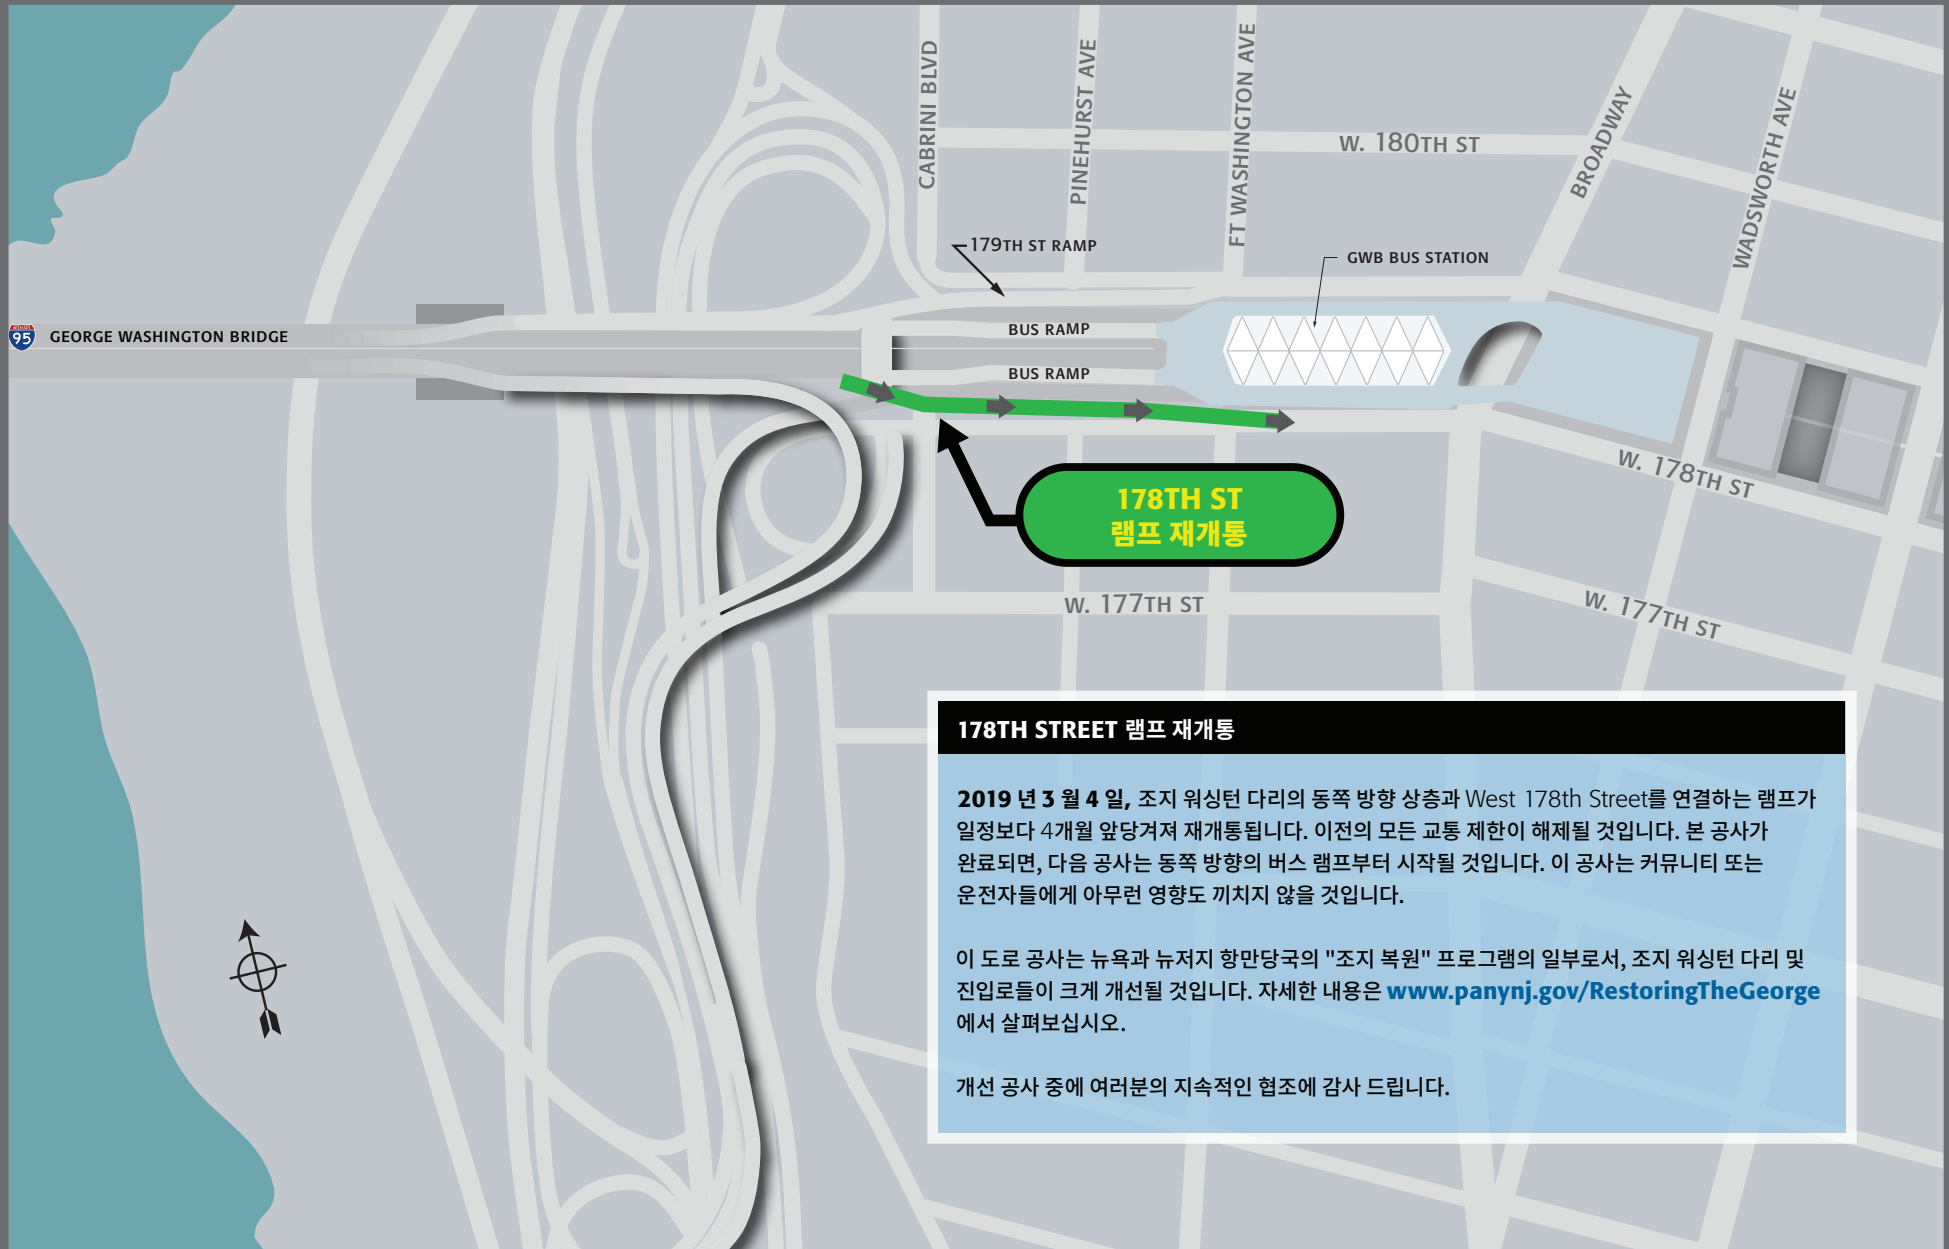 CABRINI BLVD
PINEHURST AVE
FT WASHINGTON AVE
BROADWAY
WADSWORTH AVE
W. 180TH ST
179TH ST RAMP
GWB BUS STATION
INTERSTATE
95
GEORGE WASHINGTON BRIDGE
BUS RAMP
BUS RAMP
W. 178TH ST
178TH ST
램프 재개통
W. 177TH ST
W. 177TH ST
178TH STREET 램프 재개통
2019 년 3 월 4 일, 조지 워싱턴 다리의 동쪽 방향 상층과 West 178th Street를 연결하는 램프가
일정보다 4개월 앞당겨져 재개통됩니다. 이전의 모든 교통 제한이 해제될 것입니다. 본 공사가
완료되면, 다음 공사는 동쪽 방향의 버스 램프부터 시작될 것입니다. 이 공사는 커뮤니티 또는
운전자들에게 아무런 영향도 끼치지 않을 것입니다.
이 도로 공사는 뉴욕과 뉴저지 항만당국의 "조지 복원" 프로그램의 일부로서, 조지 워싱턴 다리 및
진입로들이 크게 개선될 것입니다. 자세한 내용은 www.panynj.gov/RestoringTheGeorge
에서 살펴보십시오.
개선 공사 중에 여러분의 지속적인 협조에 감사 드립니다.